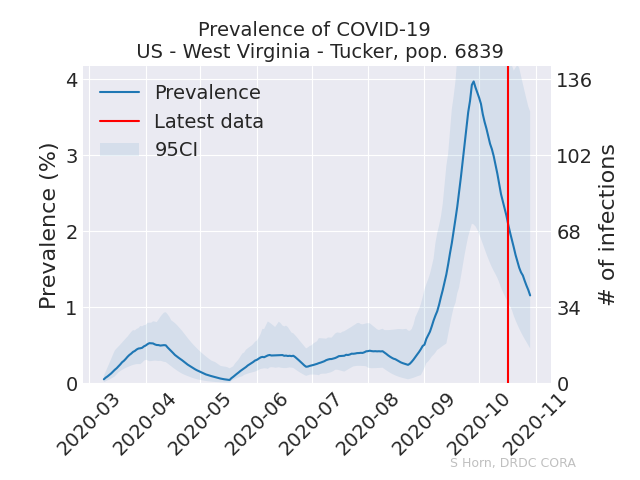 Prevalence of COVID-19
US - West Virginia - Tucker, pop. 6839
Prevalence
Latest data
95CI
Prevalence (%)
4
3
2
1
0
136
102
68
34
0
# of infections
2020-03
2020-04
2020-05
2020-06
2020-07
2020-08
2020-09
2020-10
2020-11
S Horn, DRDC CORA